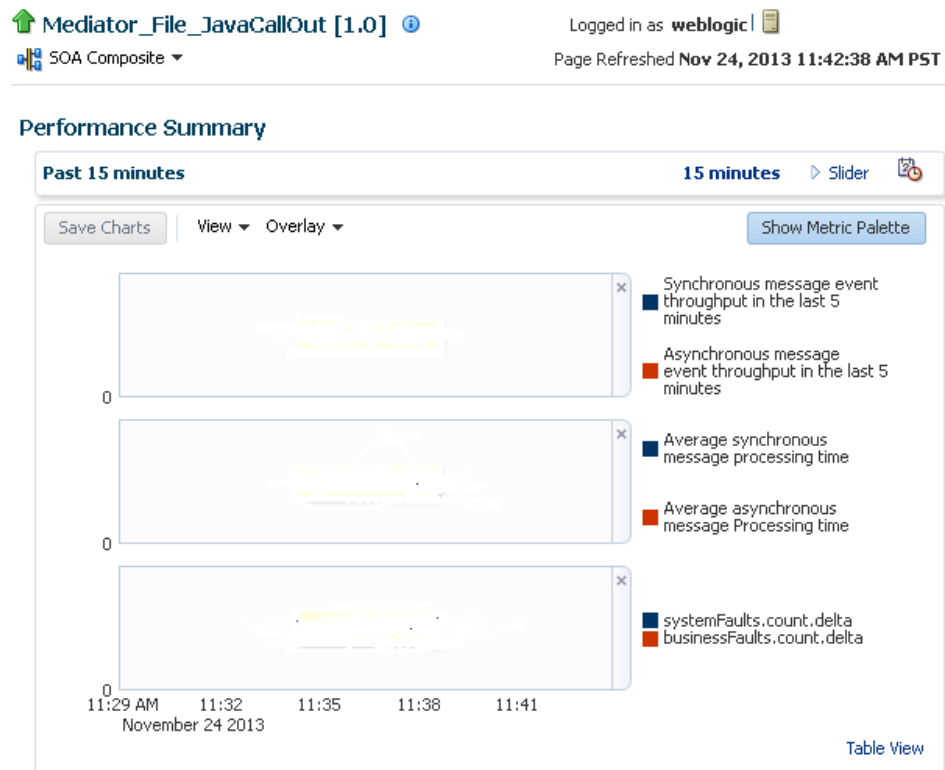 Mediator_File_JavaCallOut [1.0]
Logged in as weblogic
SOA Composite
Page Refreshed Nov 24, 2013 11:42:38 AM PST
Performance Summary
Past 15 minutes
15 minutes
Slider
Save Charts
View
Overlay
Show Metric Palette
0
Synchronous message event
throughput in the last 5
minutes
Asynchronous message
event throughput in the last 5
minutes
0
Average synchronous
message processing time
Average asynchronous
message Processing time
0
systemFaults.count.delta
businessFaults.count.delta
11:29 AM 11:32 11:35 11:38 11:41
November 24 2013
Table View